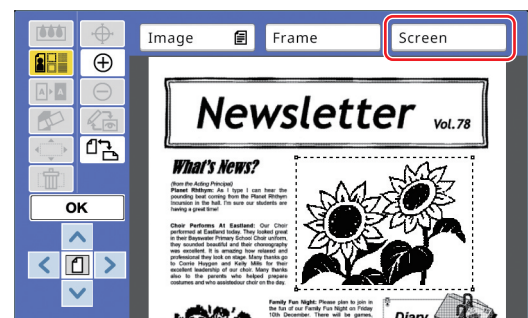 Image
Frame
Screen
A
A
OK
Newsletter
Vol.78
What's News?
(from the Acting Principal)
Planet Rhithym: As I type I can hear the
pounding beat coming from the Planet Rhithym
incursion in the hall. I'm sure our students are
having a great time!
Choir Performs At Eastland: Our Choir
performed at Eastland today. They looked great
in their Bayswater Primary School Choir uniform,
they sounded beautiful and their choreography
was excellent. It is amazing how relaxed and
professional they look on stage. Many thanks go
to Corrie Haygan and Kelly Mills for their
excellent leadership of our choir. Many thanks
also to the parents who helped prepare
costumes and who assistedour choir on the day.
Family Fun Night: Please plan to join in
the fun of our Family Fun Night on Friday
10th December. There will be games,
Diary